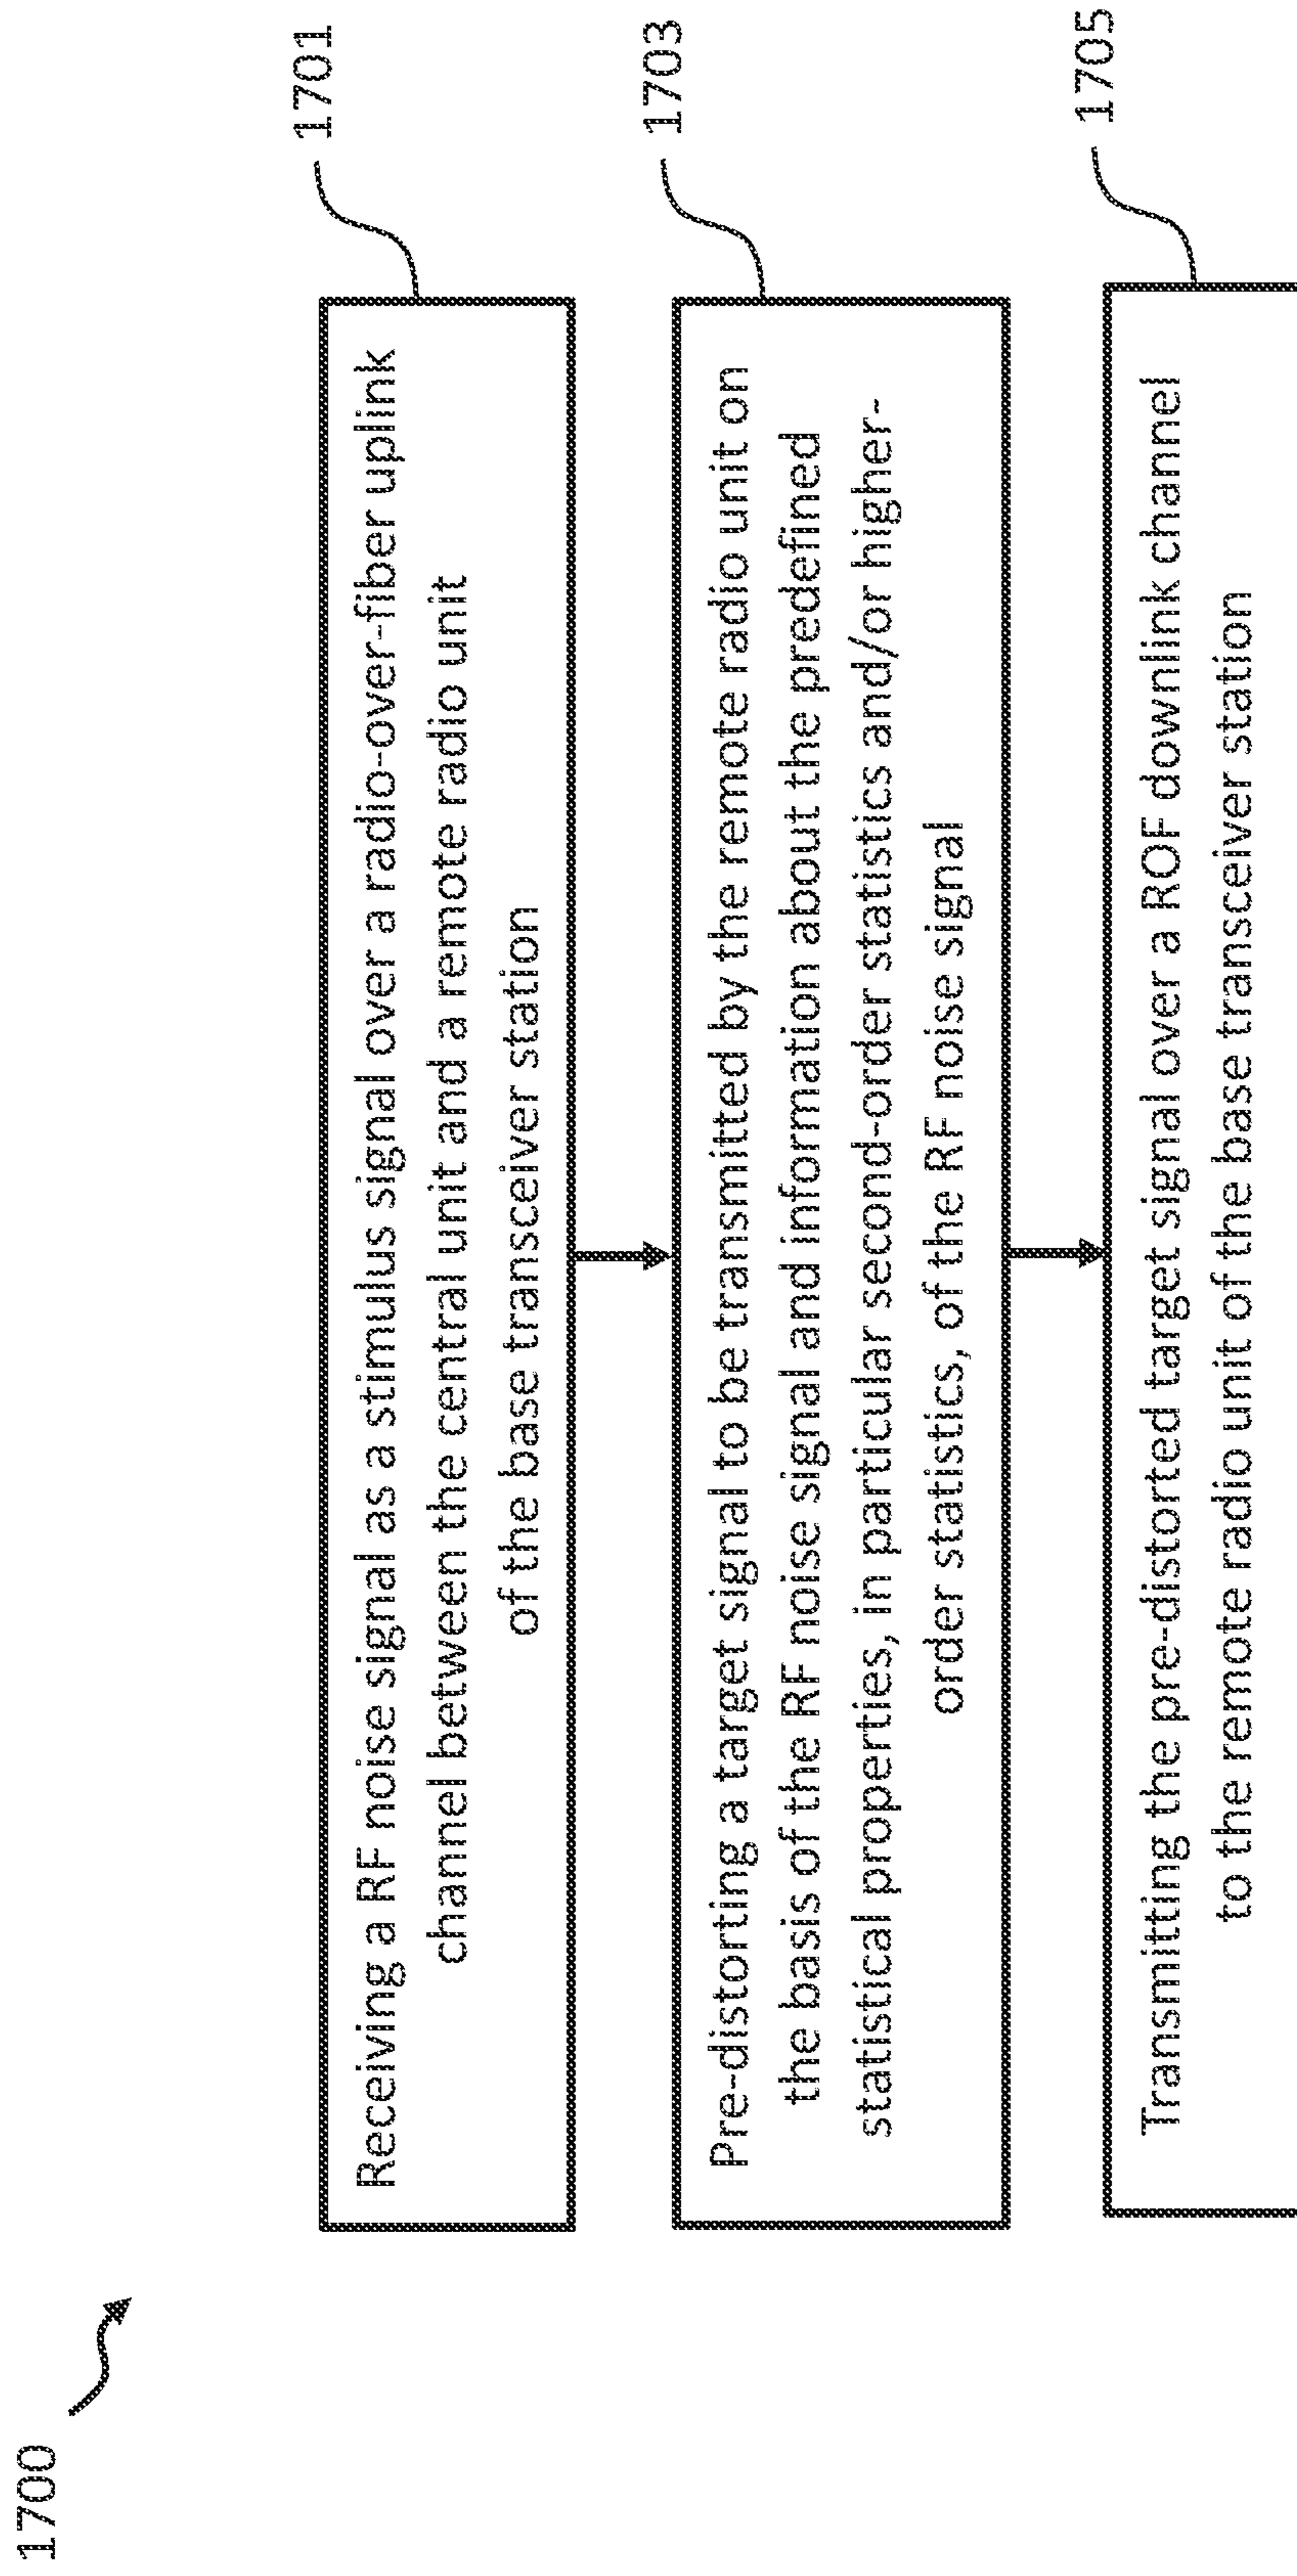 1700
Receiving a RF noise signal as a stimulus signal over a radio-over-fiber uplink
channel between the central unit and a remote radio unit
of the base transceiver station
1701
Pre-distorting a target signal to be transmitted by the remote radio unit on
the basis of the RF noise signal and information about the predefined
statistical properties, in particular second-order statistics and/or higher-
order statistics, of the RF noise signal
1703
Transmitting the pre-distorted target signal over a ROF downlink channel
to the remote radio unit of the base transceiver station
1705